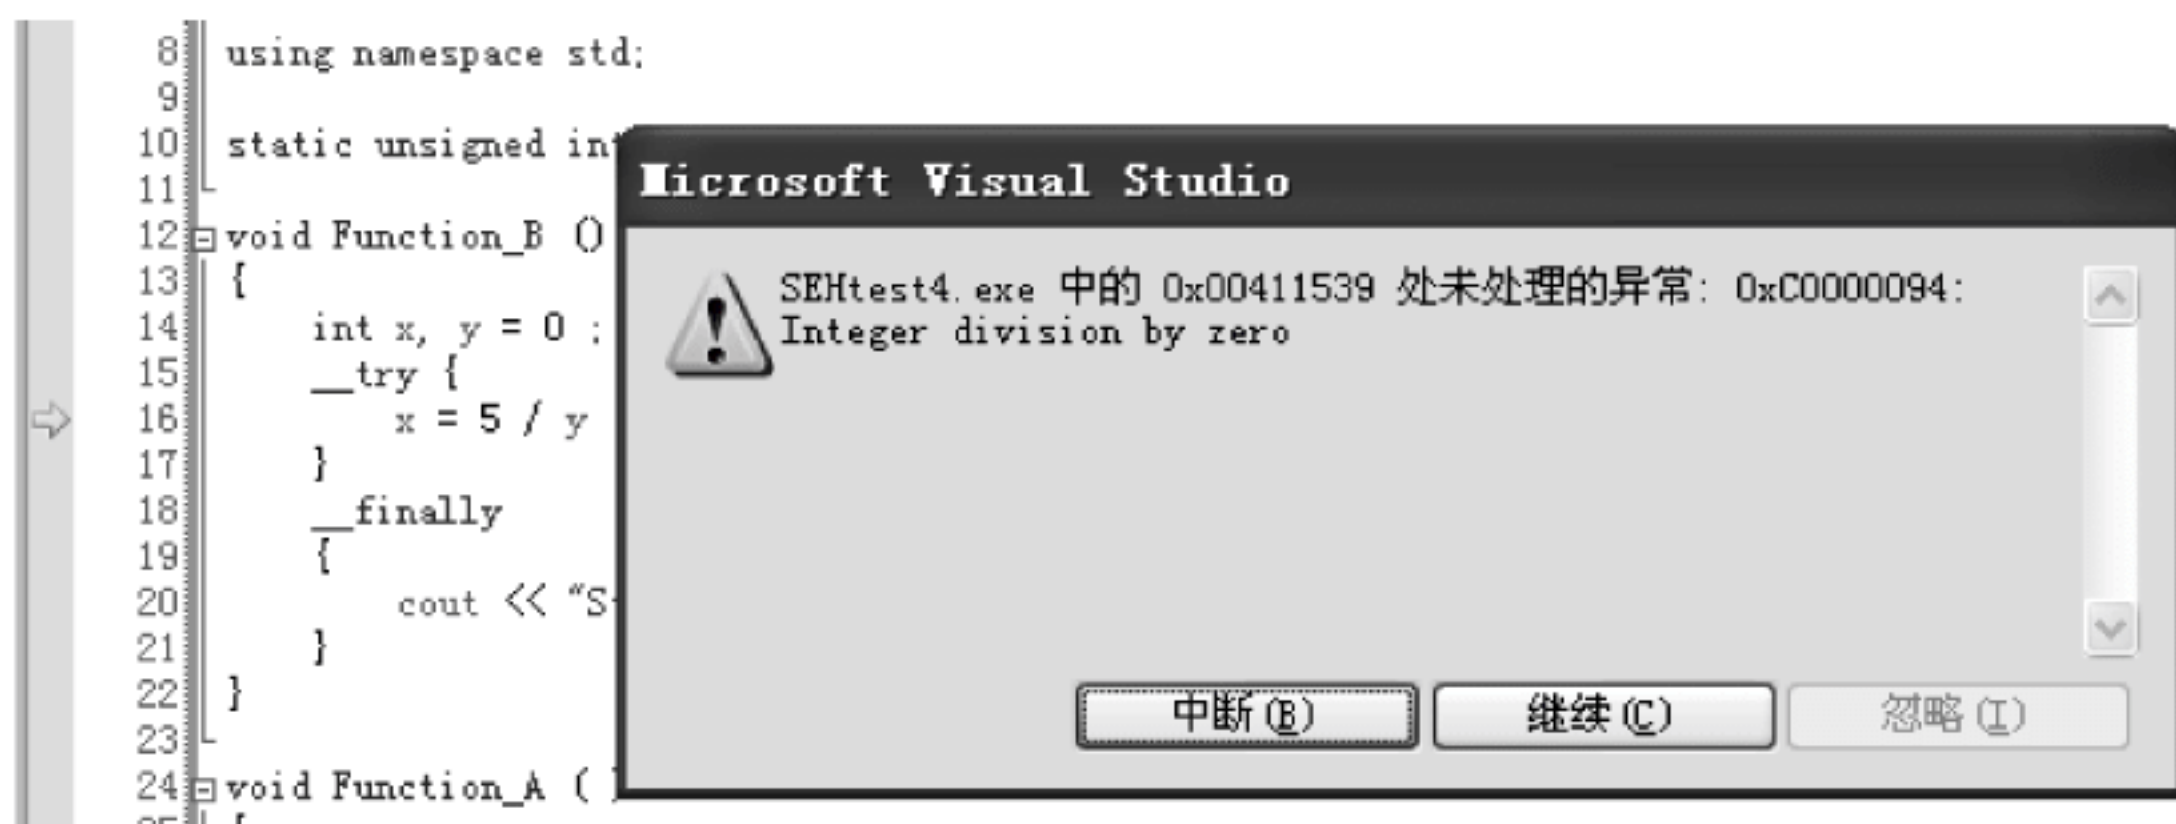 8 using namespace std;
9
10 static unsigned int
11
12 void Function_B ()
13 {
14 int x, y = 0 ;
15 __try {
16 x = 5 / y
17 }
18 __finally
19 {
20 cout << "S
21 }
22 }
23
24 void Function_A (
Microsoft Visual Studio
SEHtest4.exe 中的 0x00411539 处未处理的异常: 0xC0000094:
Integer division by zero
中断(B)
继续(C)
忽略(I)